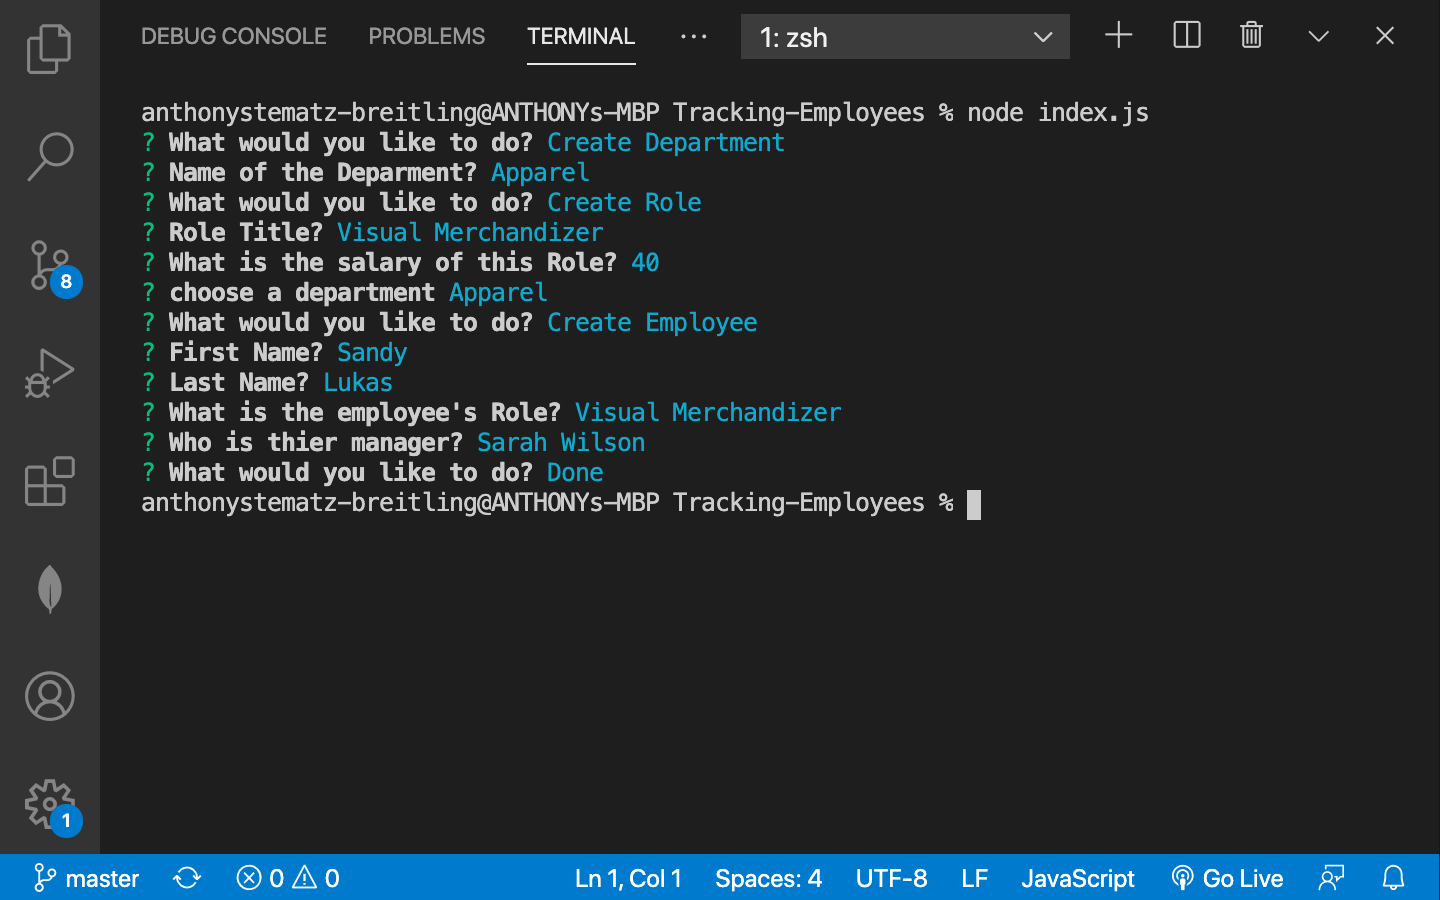 DEBUG CONSOLE PROBLEMS TERMINAL ··· 1: zsh
anthonystematz-breitling@ANTHONYs-MBP Tracking-Employees % node index.js
? What would you like to do? Create Department
? Name of the Deparment? Apparel
? What would you like to do? Create Role
? Role Title? Visual Merchandizer
? What is the salary of this Role? 40
? choose a department Apparel
? What would you like to do? Create Employee
? First Name? Sandy
? Last Name? Lukas
? What is the employee's Role? Visual Merchandizer
? Who is thier manager? Sarah Wilson
? What would you like to do? Done
anthonystematz-breitling@ANTHONYs-MBP Tracking-Employees %
8
1
master 0 0 Ln 1, Col 1 Spaces: 4 UTF-8 LF JavaScript Go Live